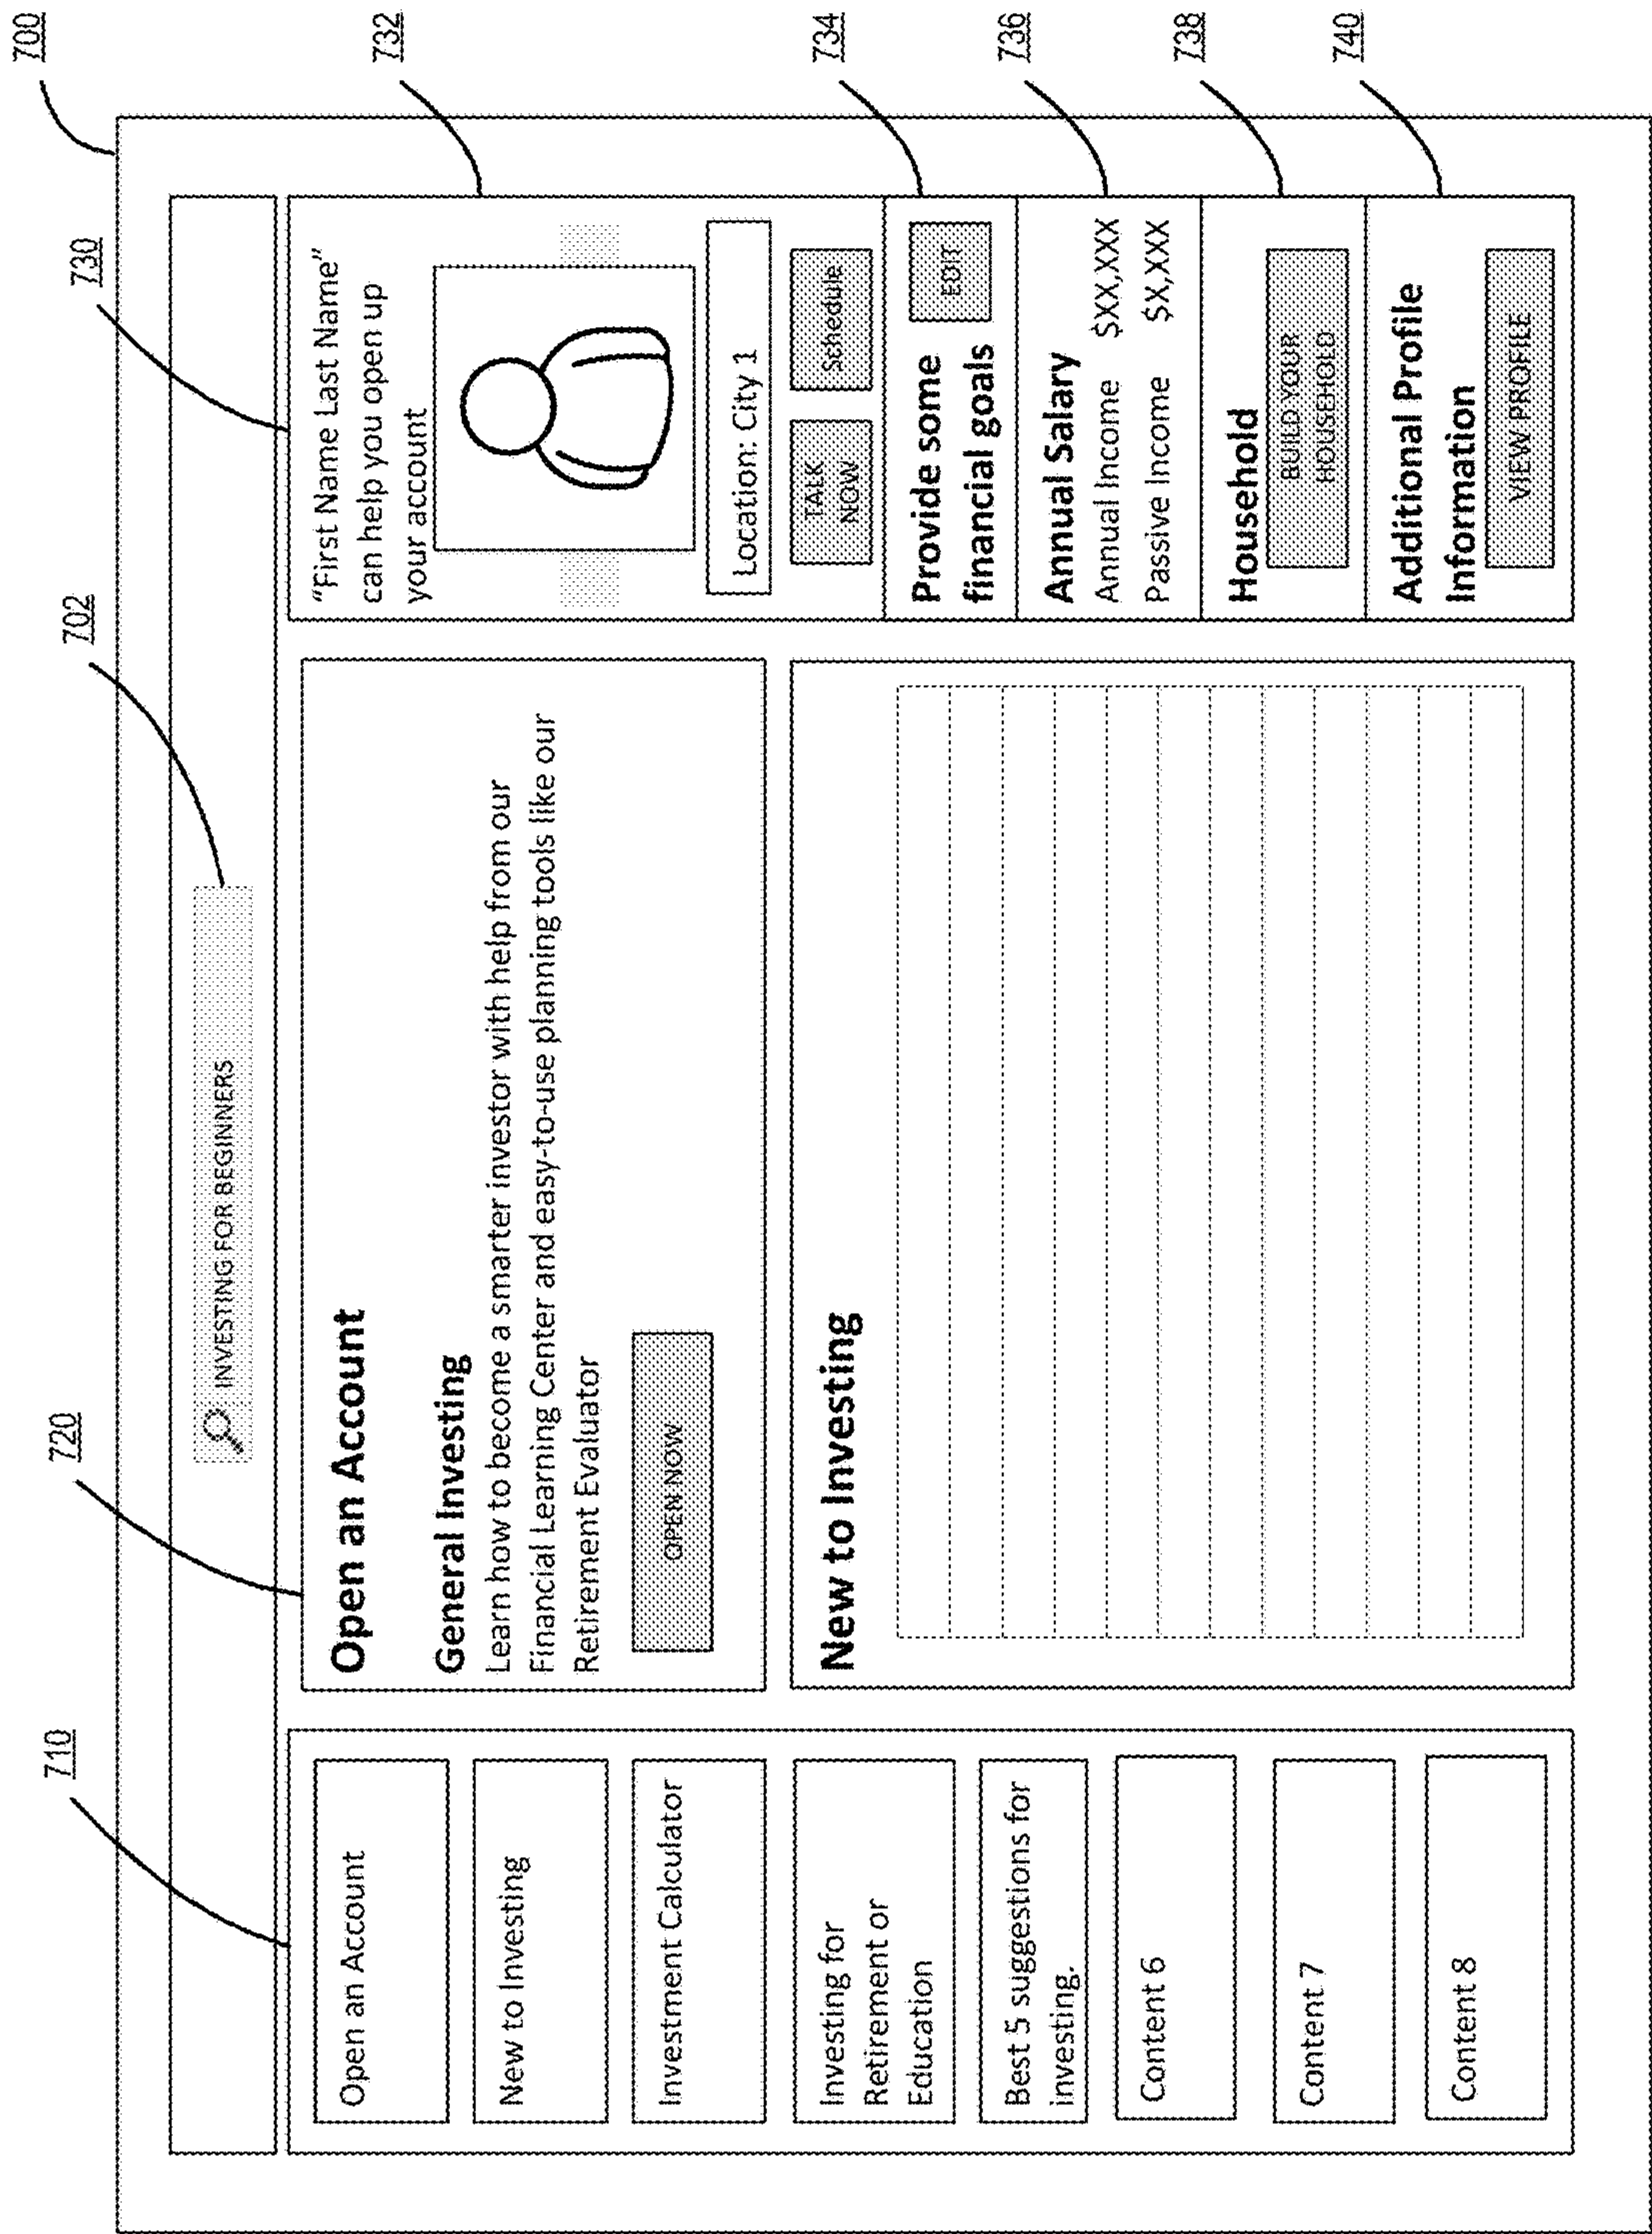 700
702
INVESTING FOR BEGINNERS
710
Open an Account
New to Investing
Investment Calculator
Investing for
Retirement or
Education
Best 5 suggestions for
investing.
Content 6
Content 7
Content 8
720
Open an Account
General Investing
Learn how to become a smarter investor with help from our
Financial Learning Center and easy-to-use planning tools like our
Retirement Evaluator
OPEN NOW
New to Investing
730
732
“First Name Last Name”
can help you open up
your account
Location: City 1
TALK
NOW
Schedule
734
Provide some
financial goals
EDIT
736
Annual Salary
Annual Income $XX,XXX
Passive Income $X,XXX
738
Household
BUILD YOUR
HOUSEHOLD
740
Additional Profile
Information
VIEW PROFILE